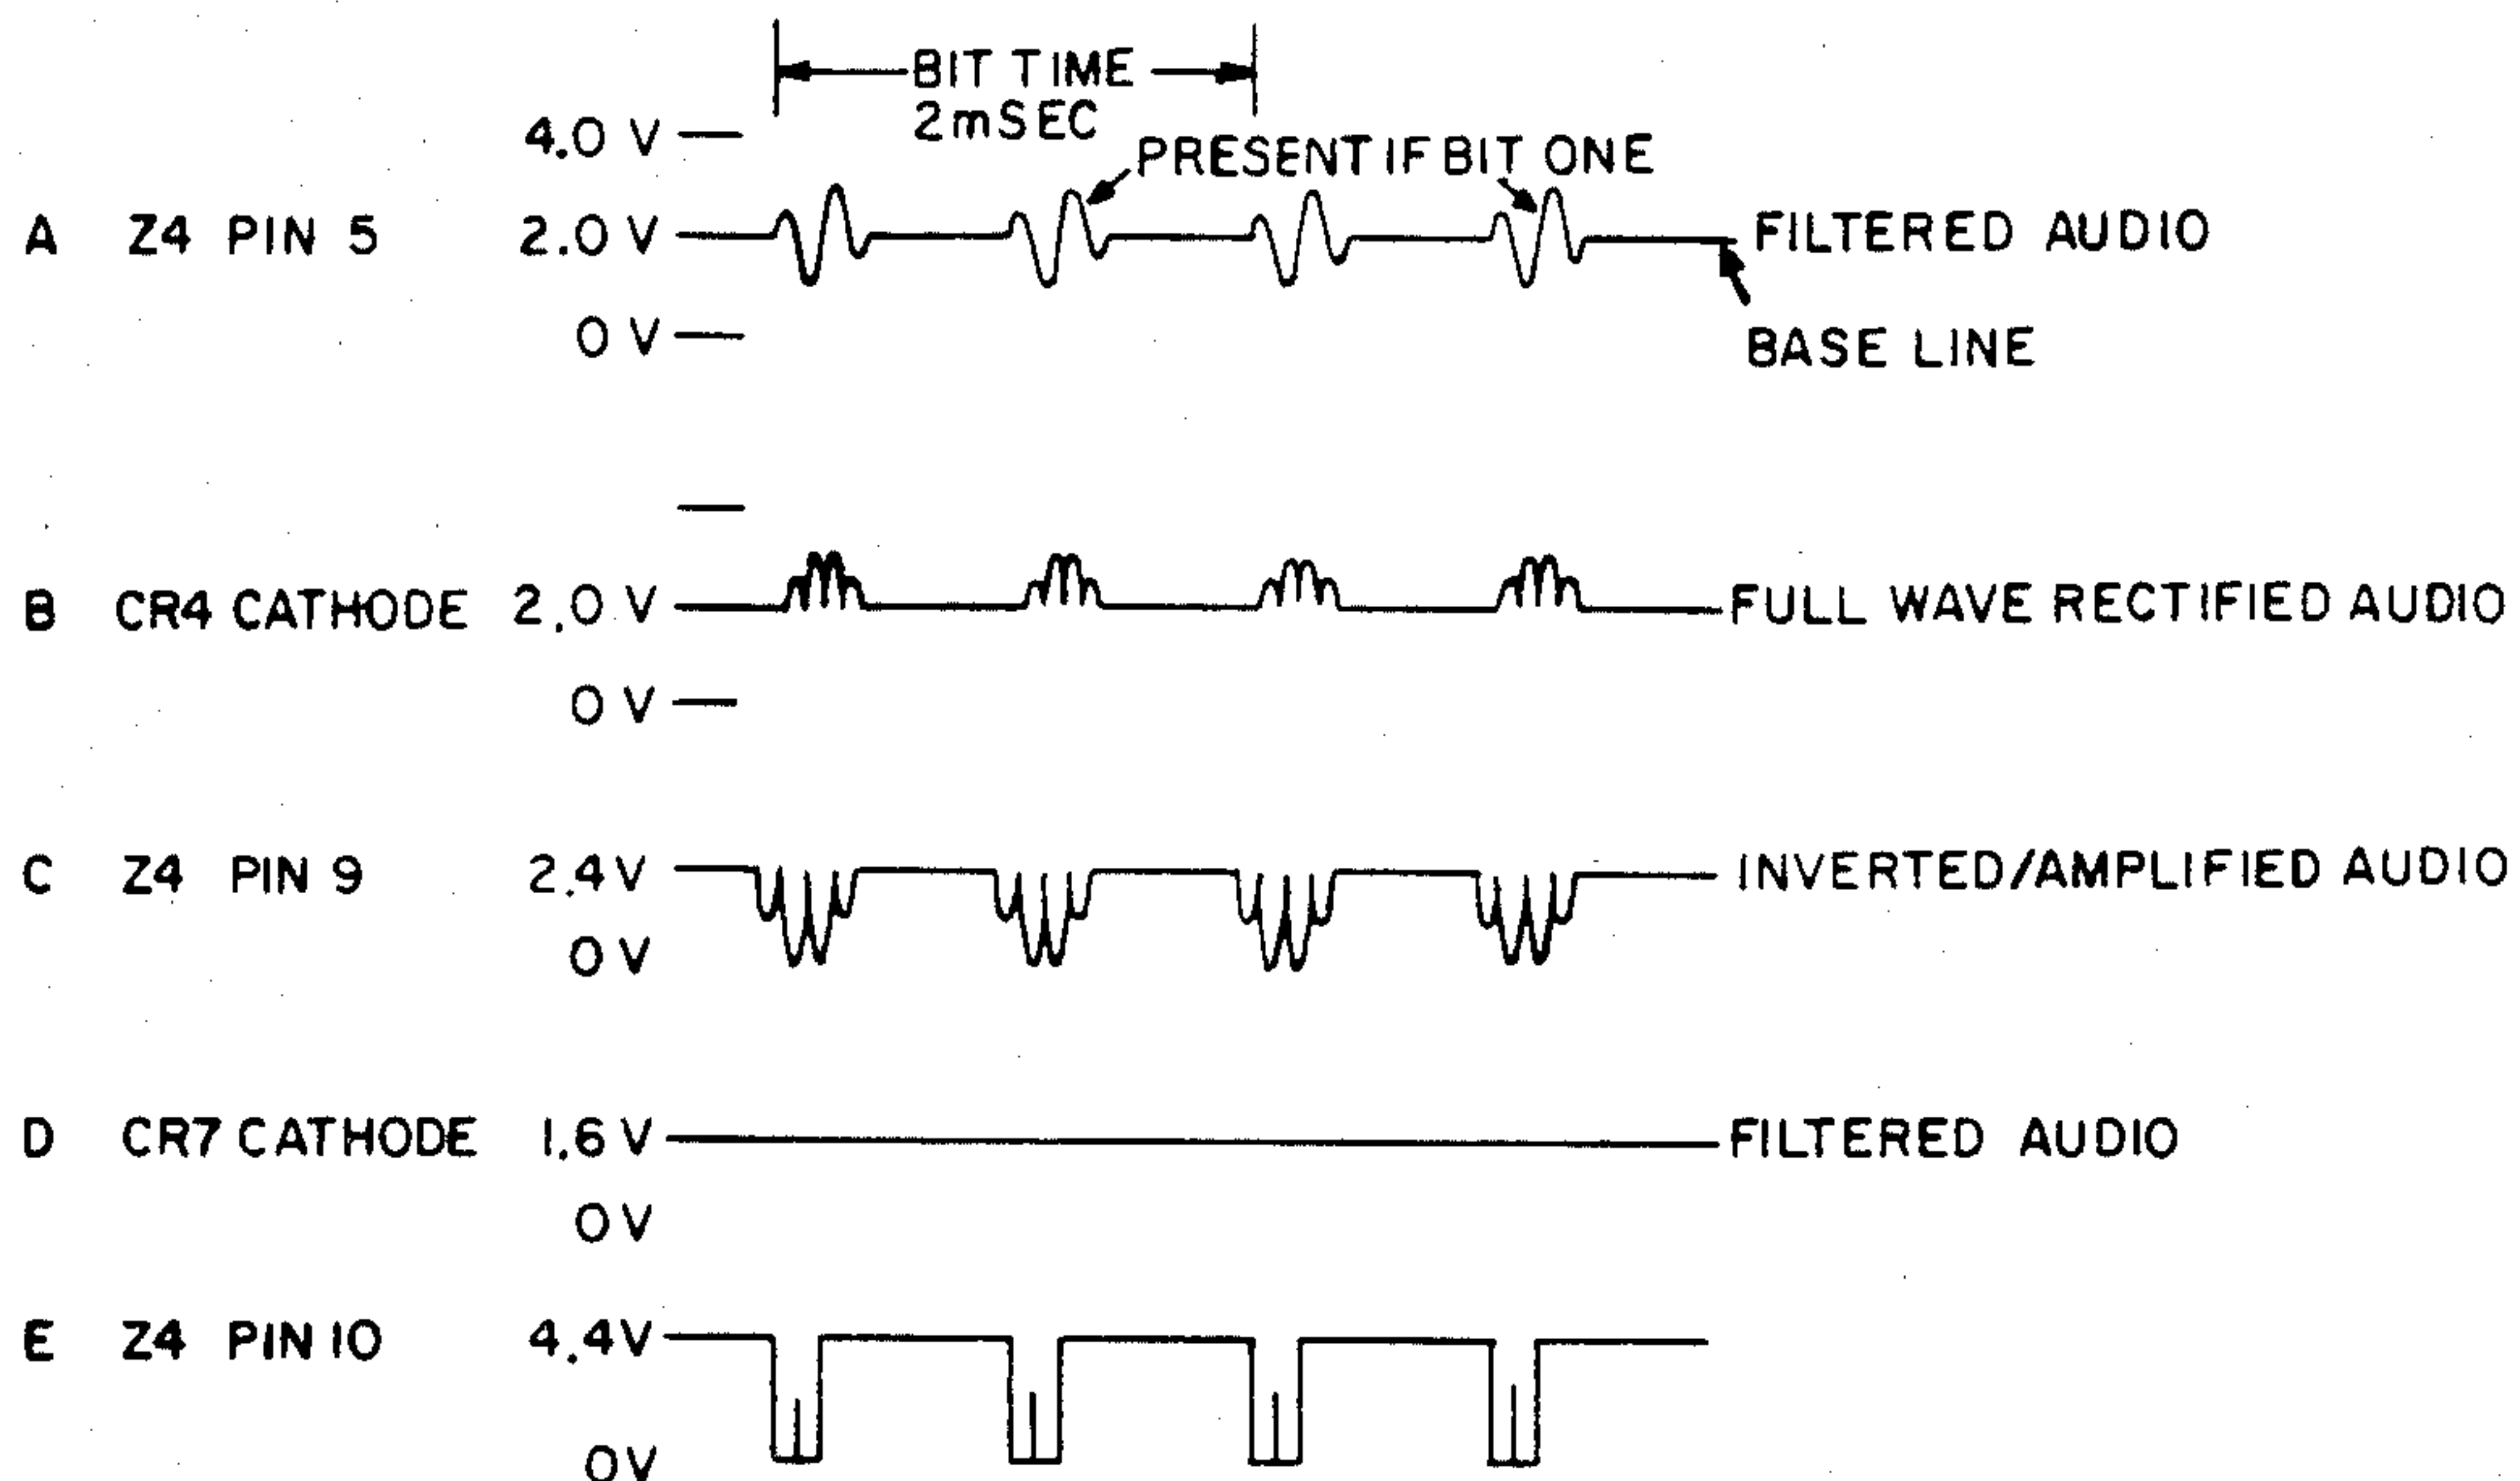 BIT TIME
2mSEC
4.0 V
PRESENT IF BIT ONE
A Z4 PIN 5 2.0 V FILTERED AUDIO
0 V
BASE LINE
B CR4 CATHODE 2.0 V FULL WAVE RECTIFIED AUDIO
0 V
C Z4 PIN 9 2.4V INVERTED/AMPLIFIED AUDIO
0 V
D CR7 CATHODE 1.6 V FILTERED AUDIO
0V
E Z4 PIN 10 4.4V
0V